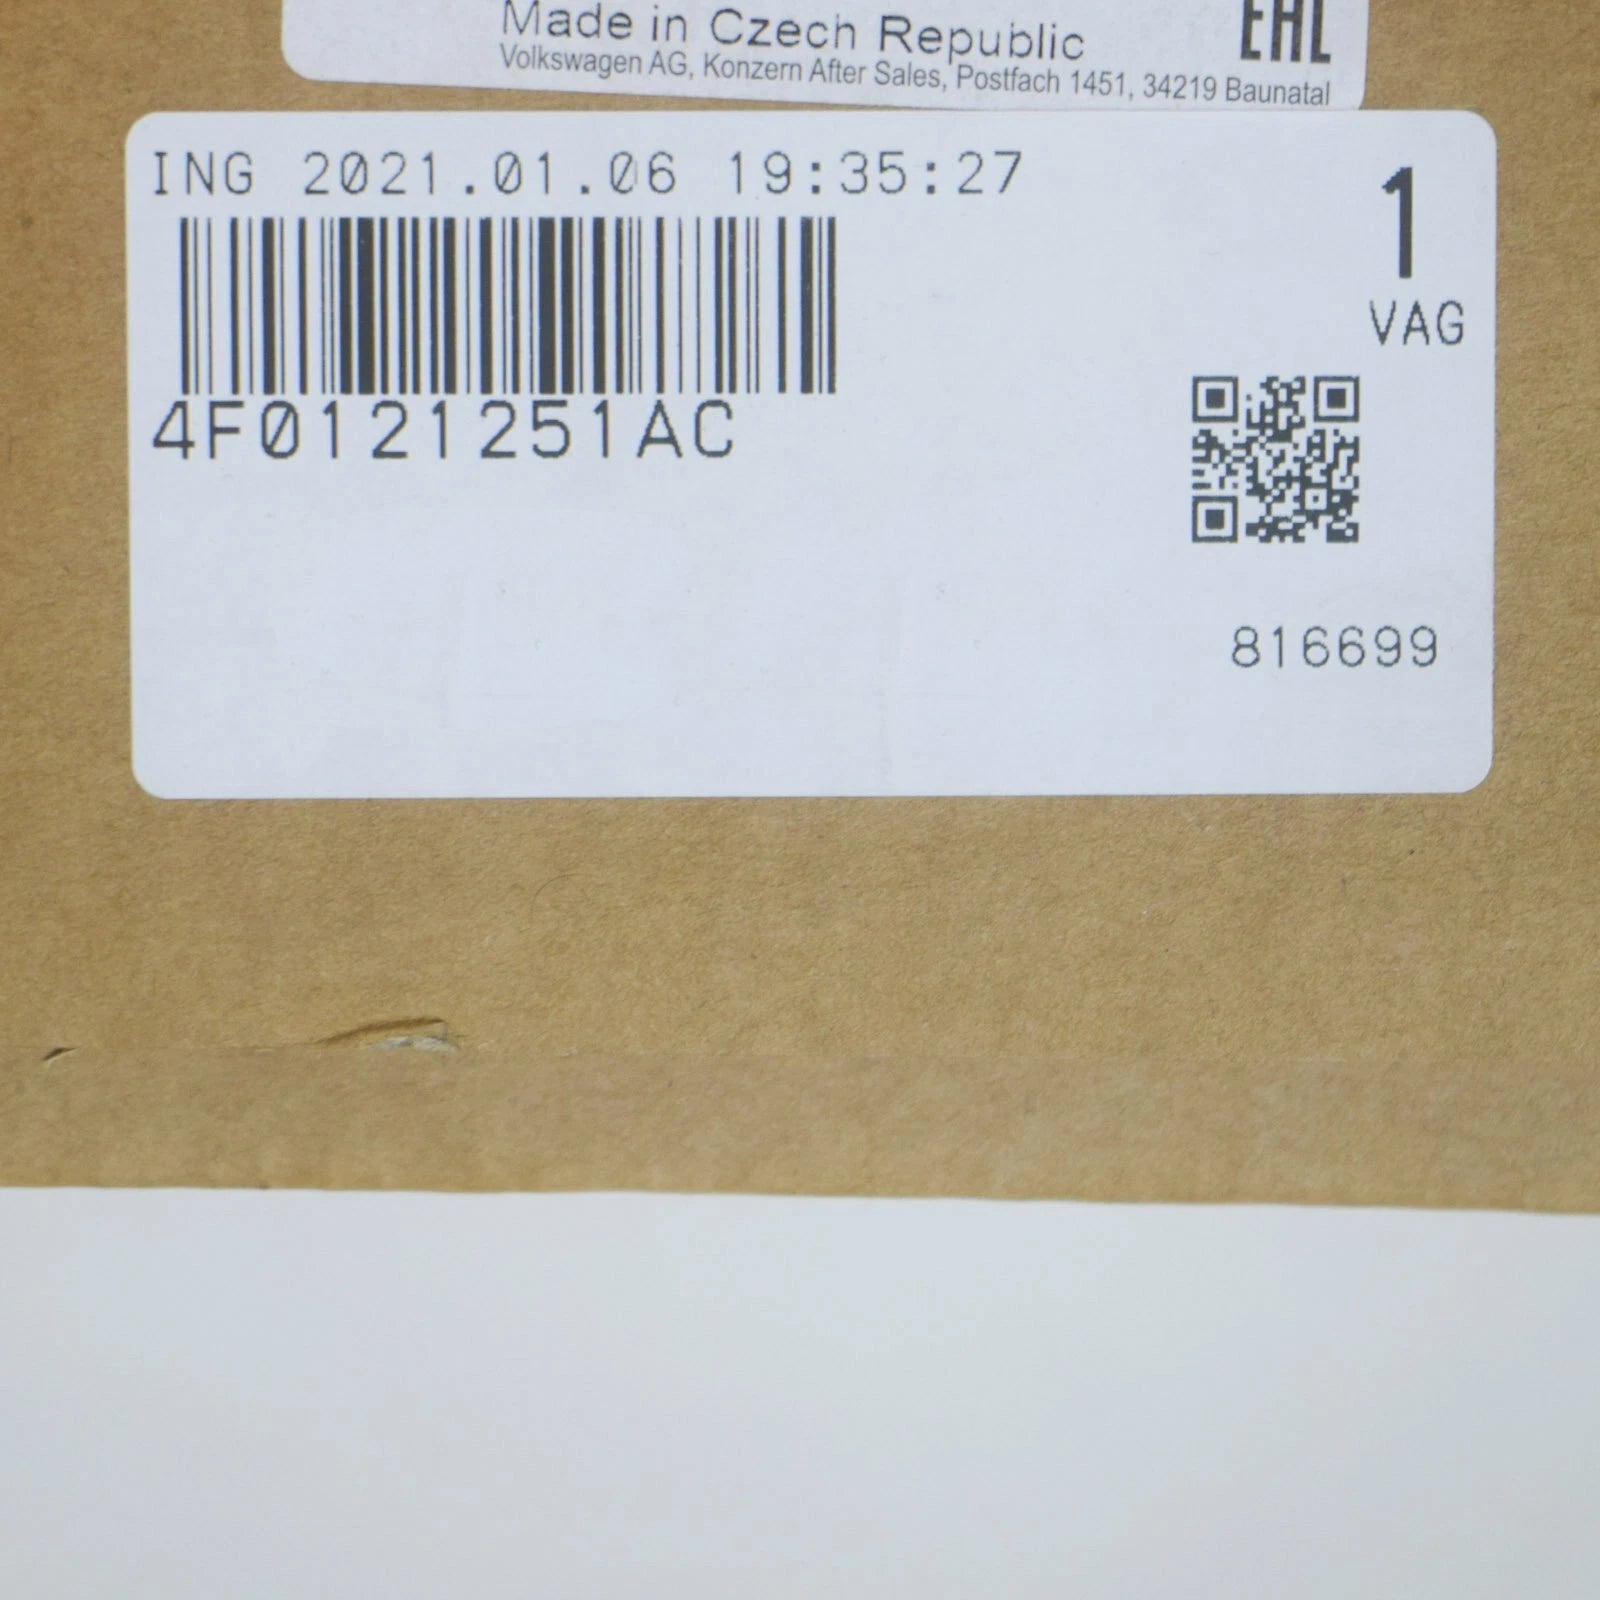 Made in Czech Republic
EAC
Volkswagen AG, Konzern After Sales, Postfach 1451, 34219 Baunatal
ING 2021.01.06 19:35:27
1
VAG
4F0121251AC
816699